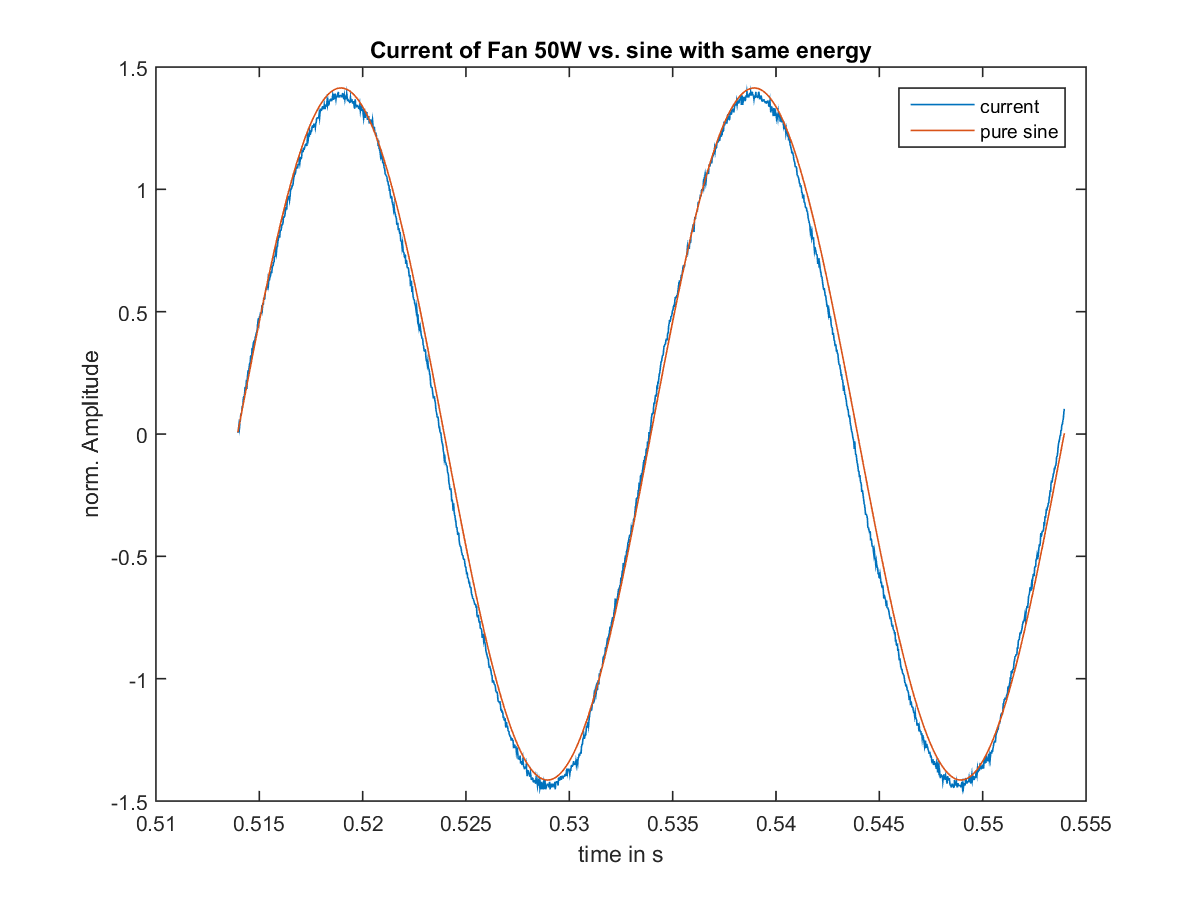 Current of Fan 50W vs. sine with same energy
1.5
1
0.5
0
-0.5
-1
-1.5
norm. Amplitude
current
pure sine
0.51 0.515 0.52 0.525 0.53 0.535 0.54 0.545 0.55 0.555
time in s